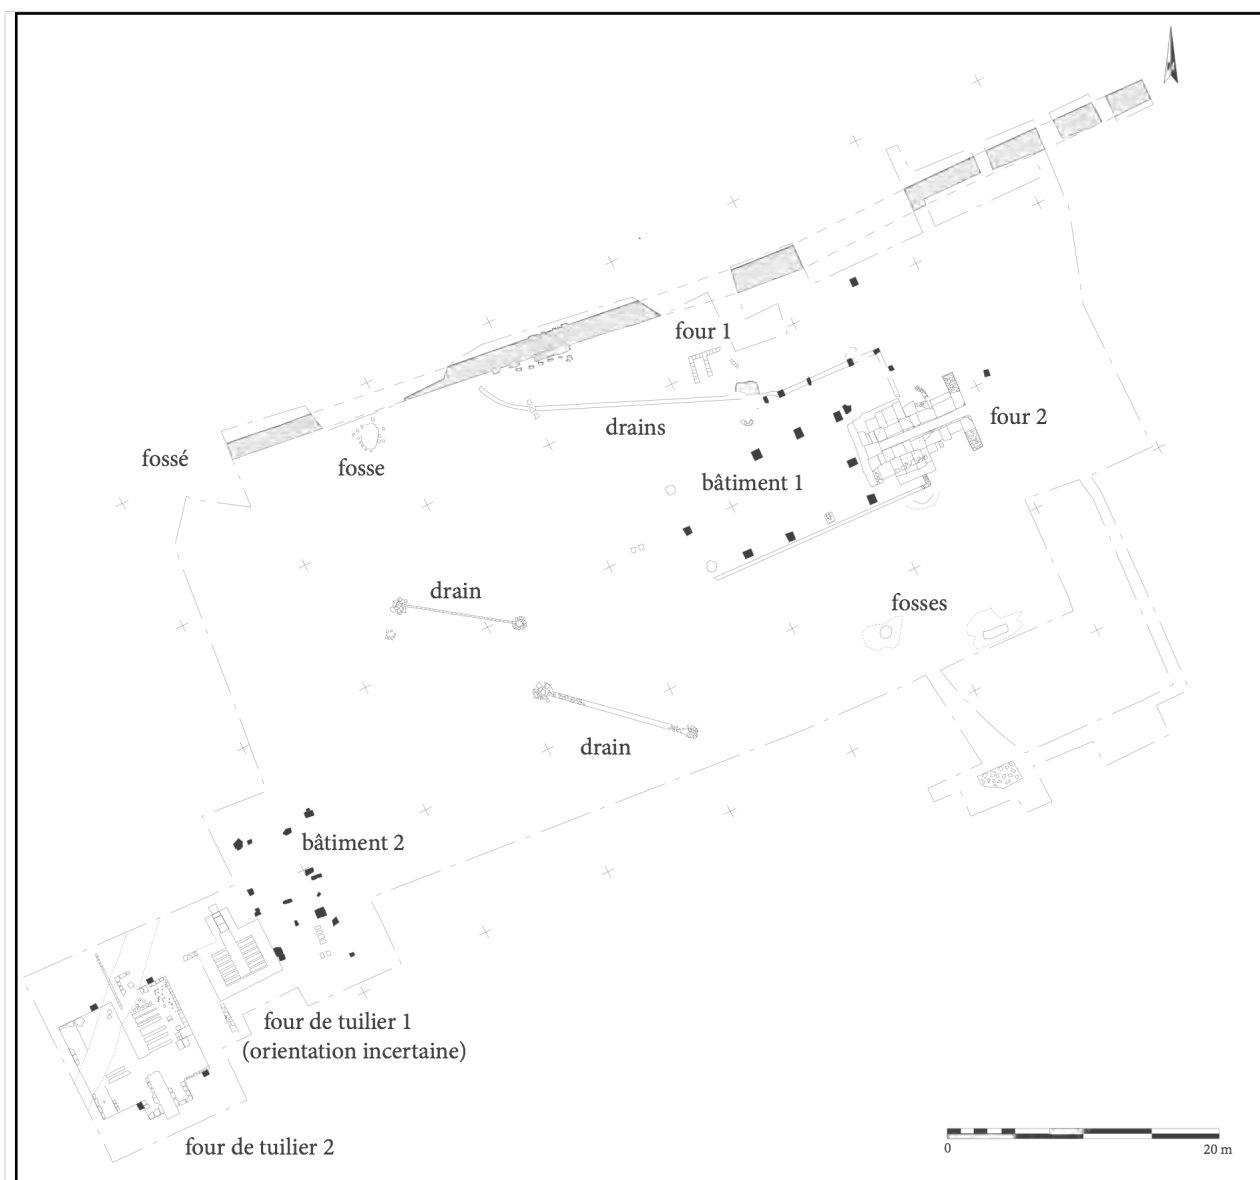 four 1
four 2
drains
fossé
fosse
bâtiment 1
drain
fosses
drain
bâtiment 2
four de tuilier 1
(orientation incertaine)
four de tuilier 2
0
20 m